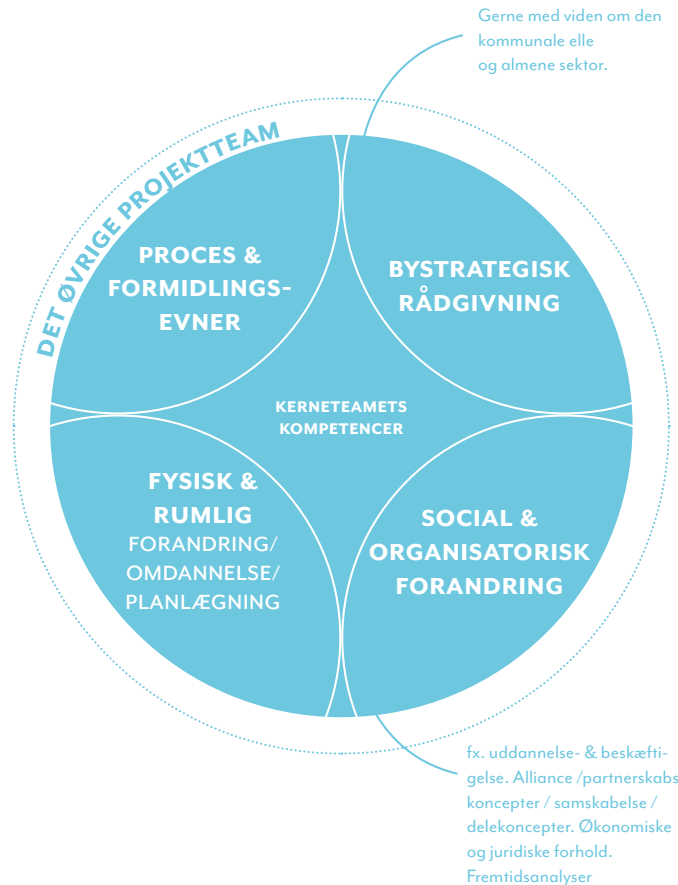 Gerne med viden om den
kommunale elle
og almene sektor.
DET ØVRIGE PROJEKTTEAM
PROCES &
FORMIDLINGS-
EVNER
BYSTRATEGISK
RÅDGIVNING
KERNETEAMETS
KOMPETENCER
FYSISK &
RUMLIG
FORANDRING/
OMDANNELSE/
PLANLÆGNING
SOCIAL &
ORGANISATORISK
FORANDRING
fx. uddannelse- & beskæfti-
gelse. Alliance /partnerskabs
koncepter / samskabelse /
delekoncepter. Økonomiske
og juridiske forhold.
Fremtidsanalyser